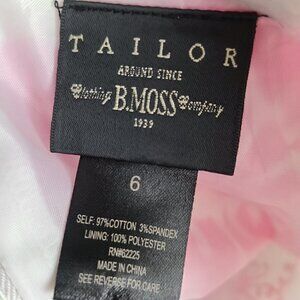 TAILOR
AROUND SINCE
Clothing B.MOSS Company
1939
6
SELF: 97%COTTON 3%SPANDEX
LINING: 100% POLYESTER
RN#62225
MADE IN CHINA
SEE REVERSE FOR CARE